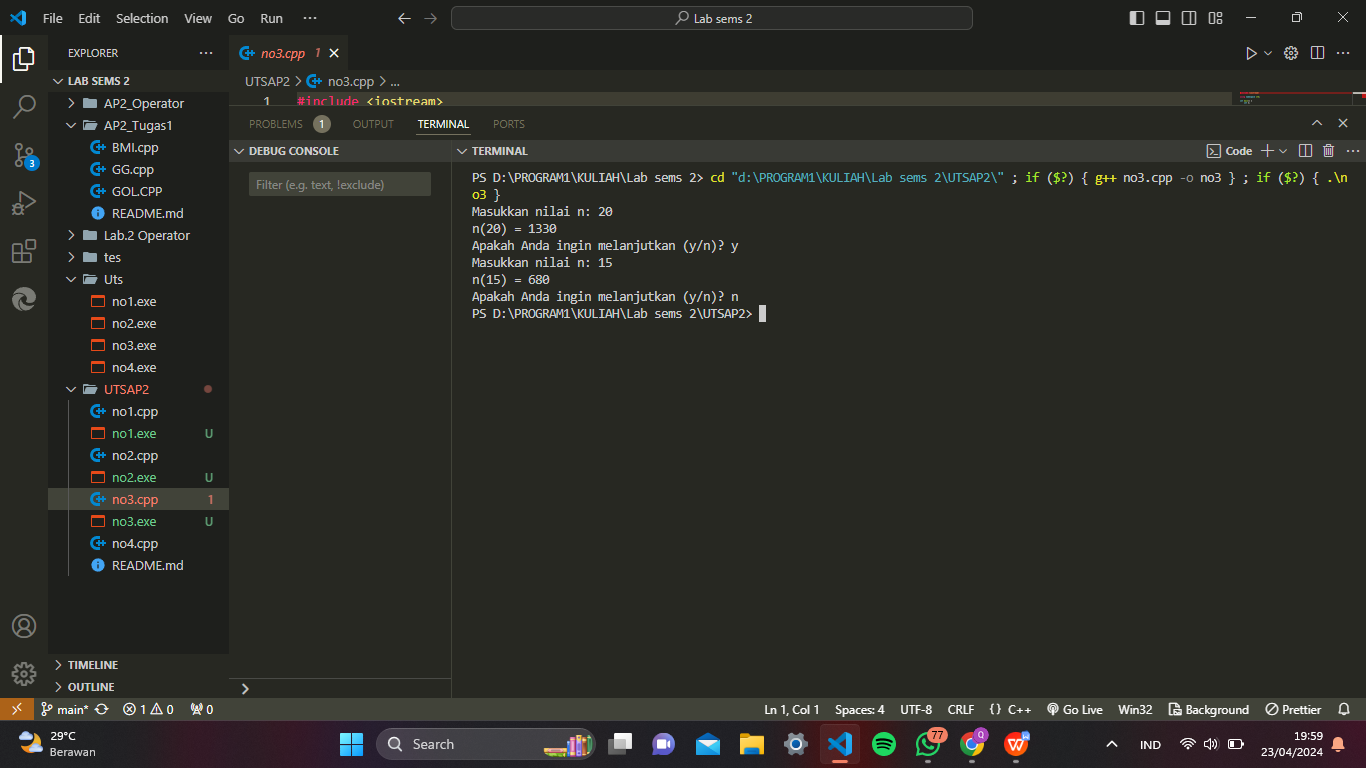 File Edit Selection View Go Run ···
Lab sems 2
EXPLORER ···
LAB SEMS 2
AP2_Operator
AP2_Tugas1
BMI.cpp
GG.cpp
GOL.CPP
README.md
Lab.2 Operator
tes
Uts
no1.exe
no2.exe
no3.exe
no4.exe
UTSAP2
no1.cpp
no1.exe U
no2.cpp
no2.exe U
no3.cpp 1
no3.exe U
no4.cpp
README.md
TIMELINE
OUTLINE
3
no3.cpp 1
UTSAP2 > no3.cpp > ...
1 #include <iostream>
PROBLEMS 1 OUTPUT TERMINAL PORTS
DEBUG CONSOLE
Filter (e.g. text, !exclude)
TERMINAL
Code
PS D:\PROGRAM1\KULIAH\Lab sems 2> cd "d:\PROGRAM1\KULIAH\Lab sems 2\UTSAP2\" ; if ($?) { g++ no3.cpp -o no3 } ; if ($?) { .\n
o3 }
Masukkan nilai n: 20
n(20) = 1330
Apakah Anda ingin melanjutkan (y/n)? y
Masukkan nilai n: 15
n(15) = 680
Apakah Anda ingin melanjutkan (y/n)? n
PS D:\PROGRAM1\KULIAH\Lab sems 2\UTSAP2>
main* 1 0 0
Ln 1, Col 1 Spaces: 4 UTF-8 CRLF {} C++ Go Live Win32 Background Prettier
29°C
Berawan
Search
77
Q
W
IND
19:59
23/04/2024